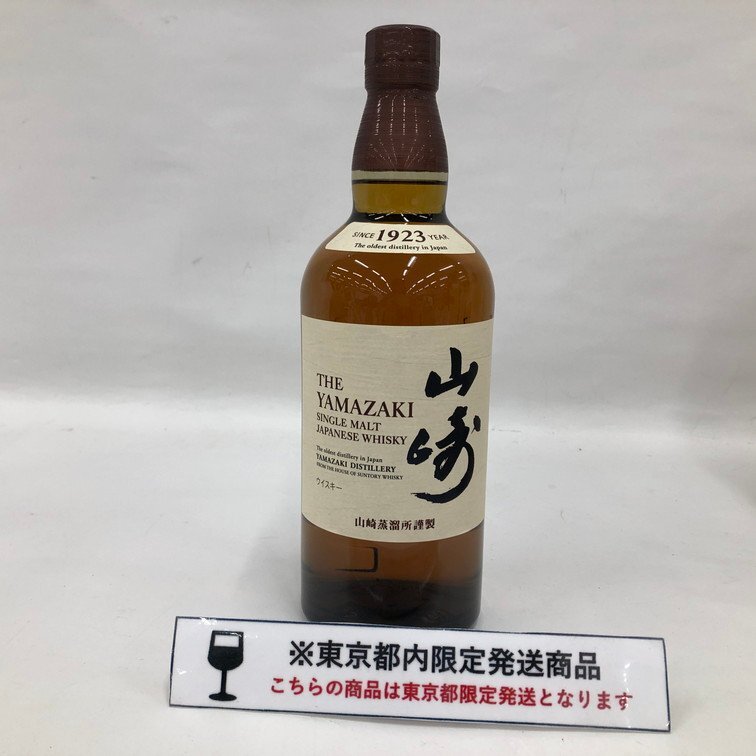 SINCE 1923 YEAR
The oldest distillery in Japan
THE
YAMAZAKI
SINGLE MALT
JAPANESE WHISKY
The oldest distillery in Japan
YAMAZAKI DISTILLERY
FROM THE HOUSE OF SUNTORY WHISKY
ウイスキー
山崎
山崎蒸溜所謹製
※東京都内限定発送商品
こちらの商品は東京都限定発送となります